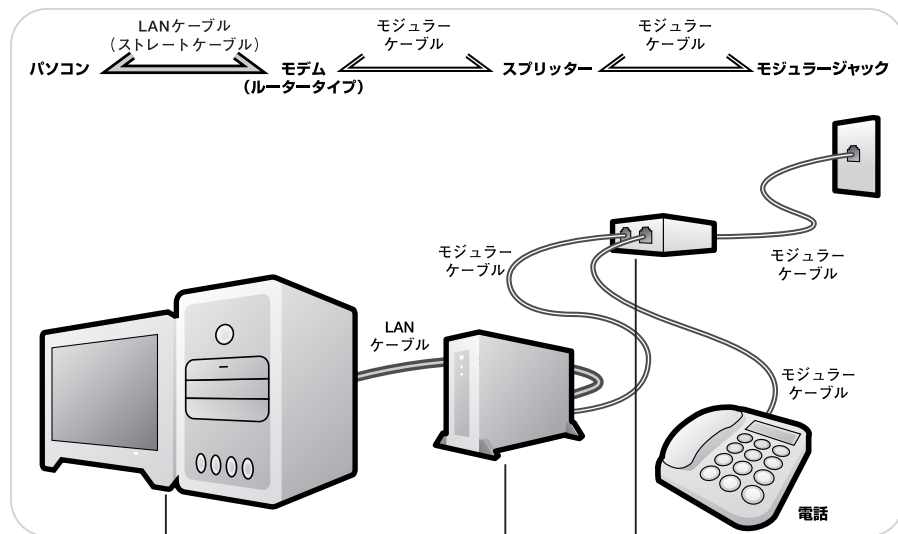 LANケーブル
（ストレートケーブル）
モジュラー
ケーブル
モジュラー
ケーブル
パソコン
モデム
（ルータータイプ）
スプリッター
モジュラージャック
モジュラー
ケーブル
モジュラー
ケーブル
LAN
ケーブル
モジュラー
ケーブル
電話